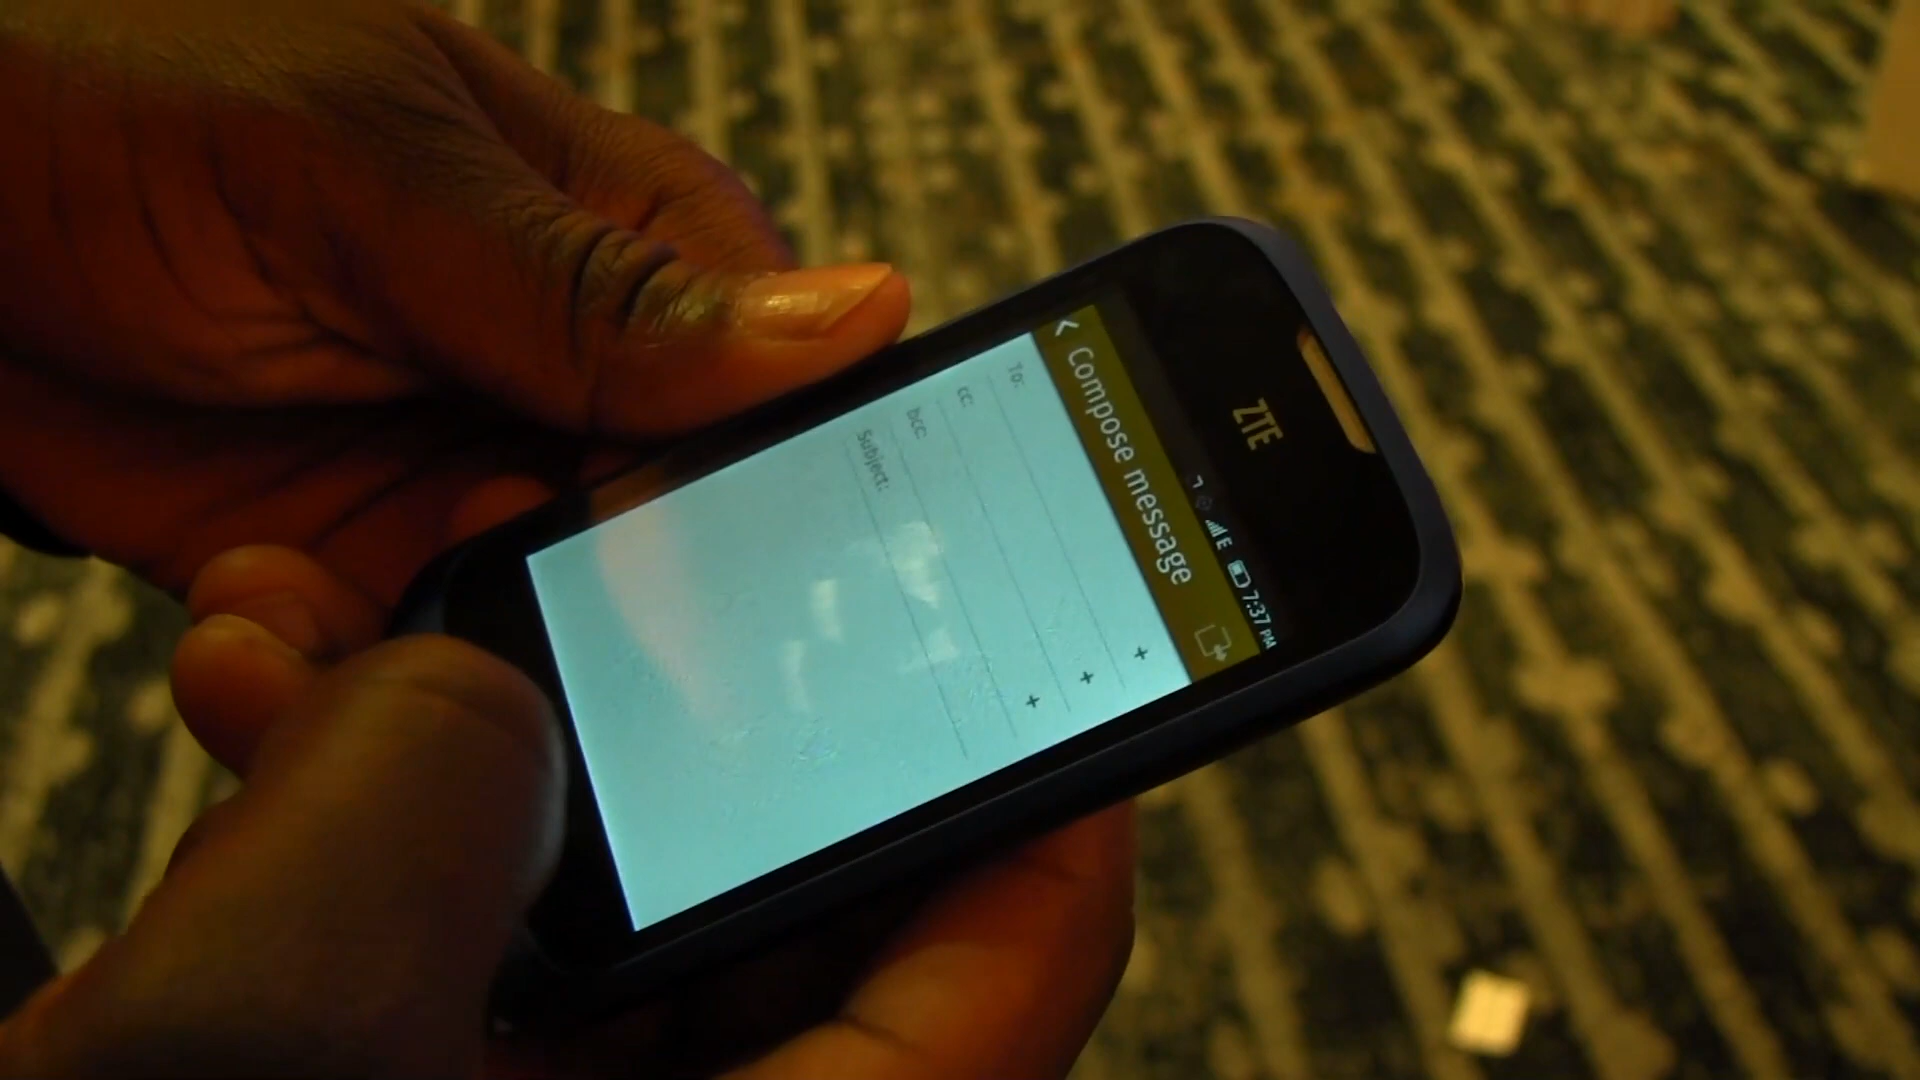 ZTE
E 7:37 PM
Compose message
To:
cc:
bcc:
Subject: